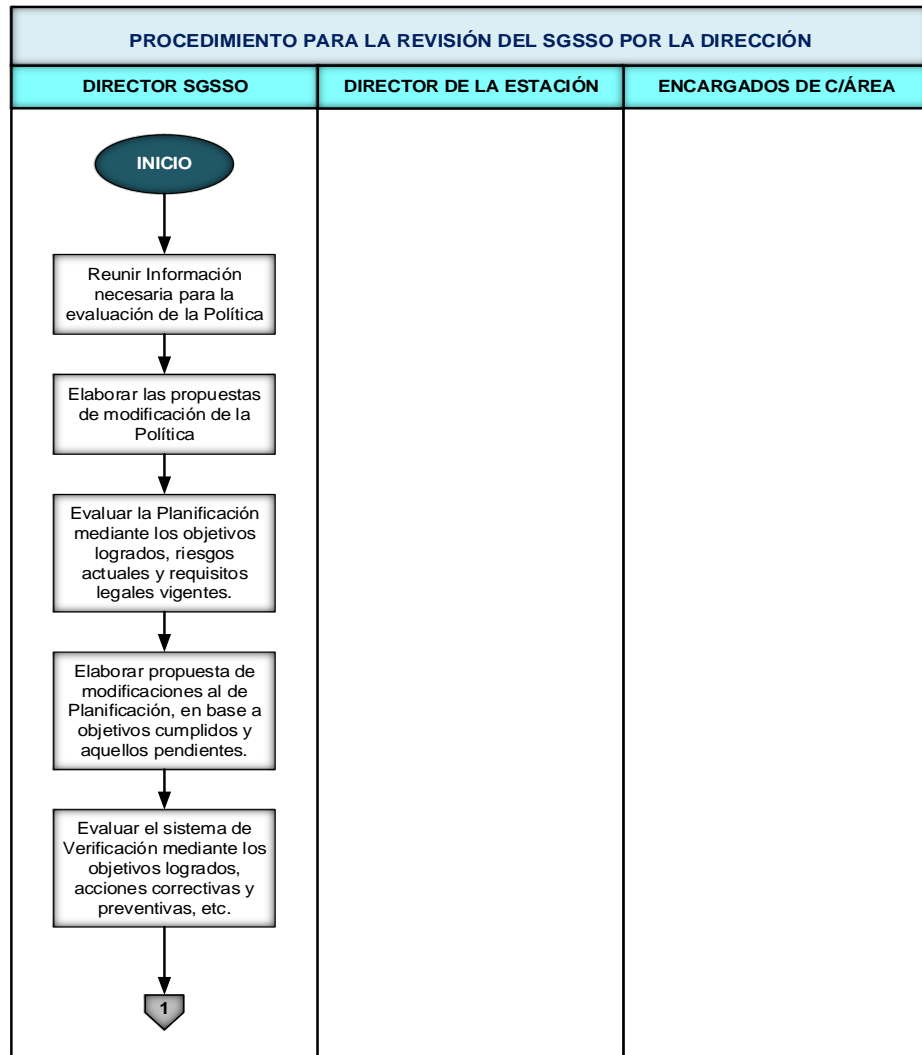 PROCEDIMIENTO PARA LA REVISIÓN DEL SGSSO POR LA DIRECCIÓN
DIRECTOR SGSSO
DIRECTOR DE LA ESTACIÓN
ENCARGADOS DE C/ÁREA
INICIO
Reunir Información
necesaria para la
evaluación de la Política
Elaborar las propuestas
de modificación de la
Política
Evaluar la Planificación
mediante los objetivos
logrados, riesgos
actuales y requisitos
legales vigentes.
Elaborar propuesta de
modificaciones al de
Planificación, en base a
objetivos cumplidos y
aquellos pendientes.
Evaluar el sistema de
Verificación mediante los
objetivos logrados,
acciones correctivas y
preventivas, etc.
1